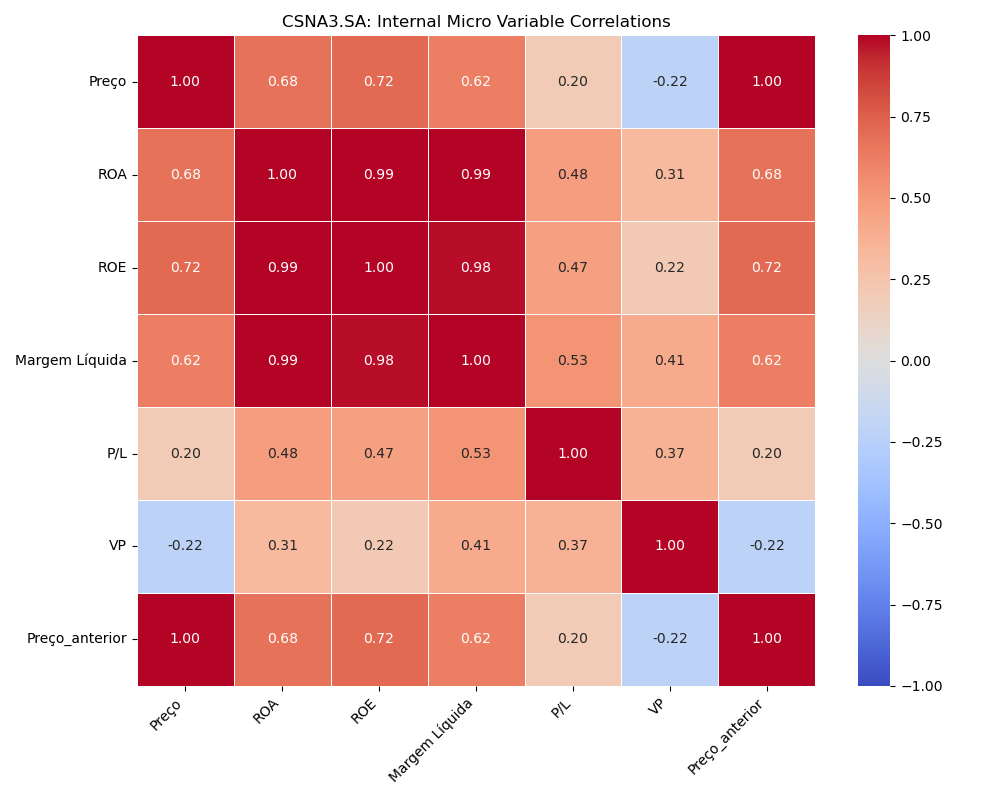 CSNA3.SA: Internal Micro Variable Correlations
Preço 1.00 0.68 0.72 0.62 0.20 -0.22 1.00
ROA 0.68 1.00 0.99 0.99 0.48 0.31 0.68
ROE 0.72 0.99 1.00 0.98 0.47 0.22 0.72
Margem Líquida 0.62 0.99 0.98 1.00 0.53 0.41 0.62
P/L 0.20 0.48 0.47 0.53 1.00 0.37 0.20
VP -0.22 0.31 0.22 0.41 0.37 1.00 -0.22
Preço_anterior 1.00 0.68 0.72 0.62 0.20 -0.22 1.00
Preço ROA ROE Margem Líquida P/L VP Preço_anterior
1.00
0.75
0.50
0.25
0.00
−0.25
−0.50
−0.75
−1.00